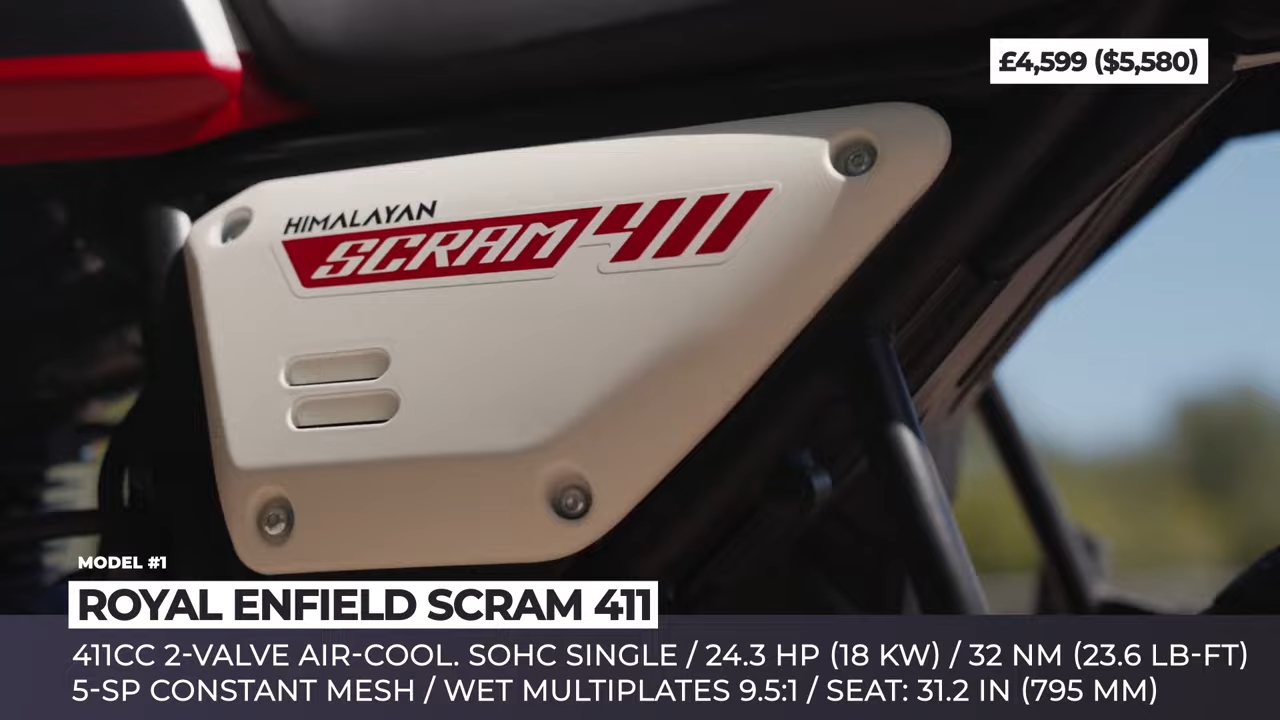 £4,599 ($5,580)
HIMALAYAN
SCRAM 411
MODEL #1
ROYAL ENFIELD SCRAM 411
411CC 2-VALVE AIR-COOL. SOHC SINGLE / 24.3 HP (18 KW) / 32 NM (23.6 LB-FT)
5-SP CONSTANT MESH / WET MULTIPLATES 9.5:1 / SEAT: 31.2 IN (795 MM)